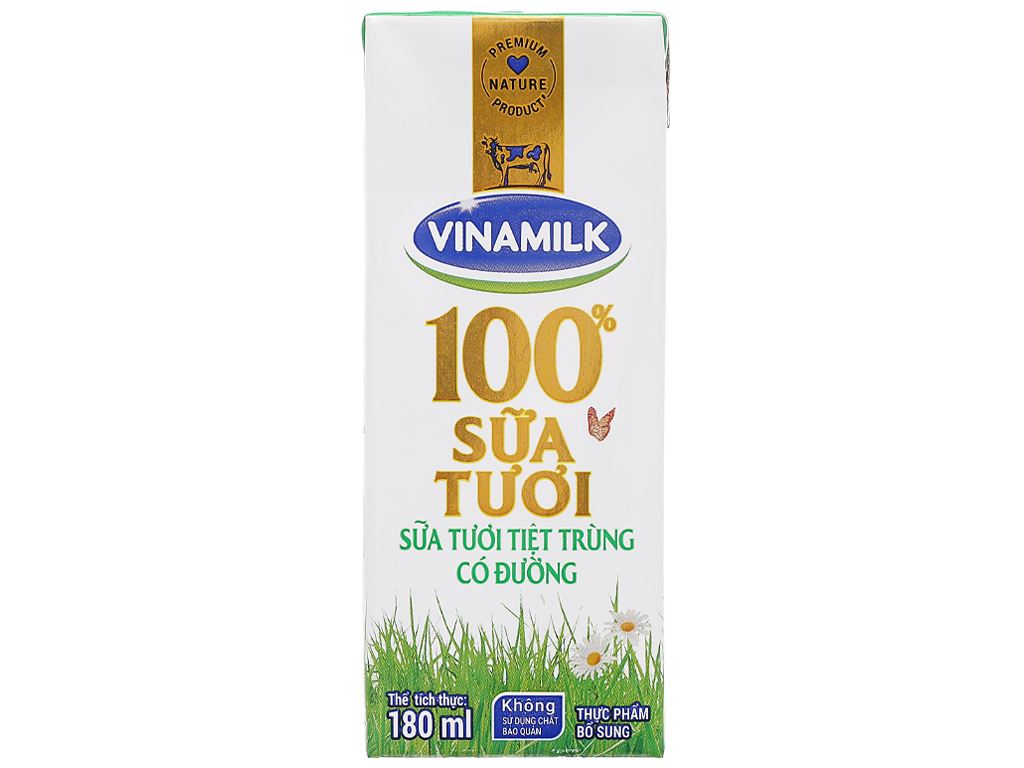 PREMIUM
NATURE
PRODUCT
VINAMILK
100%
SỮA
TƯƠI
SỮA TƯƠI TIỆT TRÙNG
CÓ ĐƯỜNG
Thể tích thực:
180 ml
Không
SỬ DỤNG CHẤT
BẢO QUẢN
THỰC PHẨM
BỔ SUNG